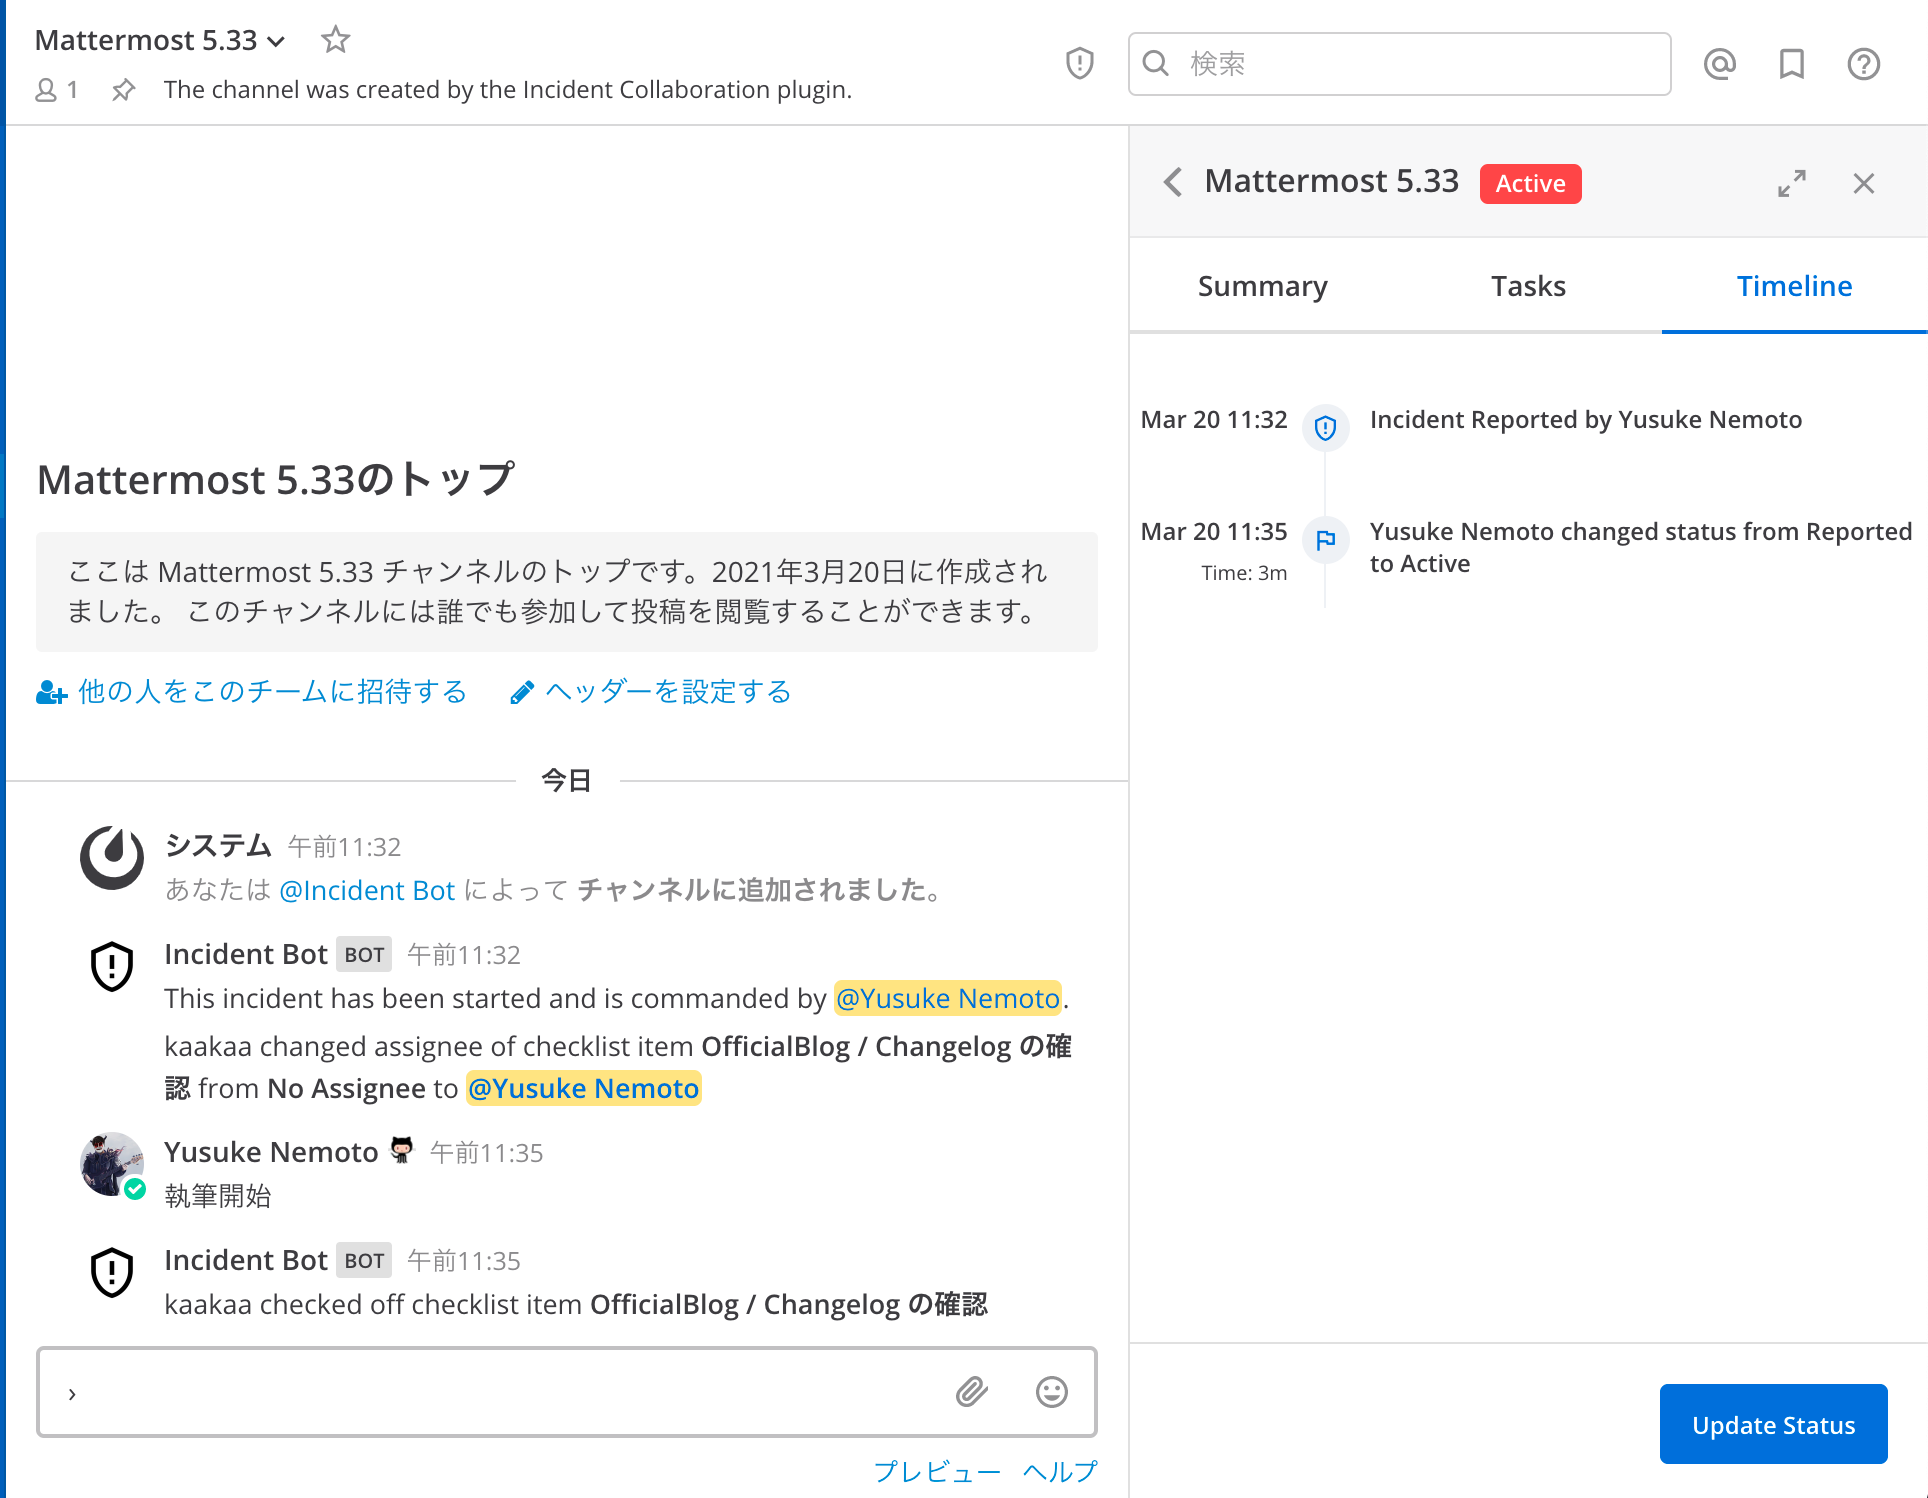 Mattermost 5.33
1 The channel was created by the Incident Collaboration plugin.
検索
Mattermost 5.33のトップ
ここは Mattermost 5.33 チャンネルのトップです。2021年3月20日に作成され
ました。 このチャンネルには誰でも参加して投稿を閲覧することができます。
他の人をこのチームに招待する ヘッダーを設定する
今日
システム 午前11:32
あなたは @Incident Bot によって チャンネルに追加されました。
Incident Bot BOT 午前11:32
This incident has been started and is commanded by @Yusuke Nemoto.
kaakaa changed assignee of checklist item OfficialBlog / Changelog の確
認 from No Assignee to @Yusuke Nemoto
Yusuke Nemoto 午前11:35
執筆開始
Incident Bot BOT 午前11:35
kaakaa checked off checklist item OfficialBlog / Changelog の確認
›
プレビュー ヘルプ
Mattermost 5.33 Active
Summary Tasks Timeline
Mar 20 11:32 Incident Reported by Yusuke Nemoto
Mar 20 11:35 Yusuke Nemoto changed status from Reported
to Active
Time: 3m
Update Status